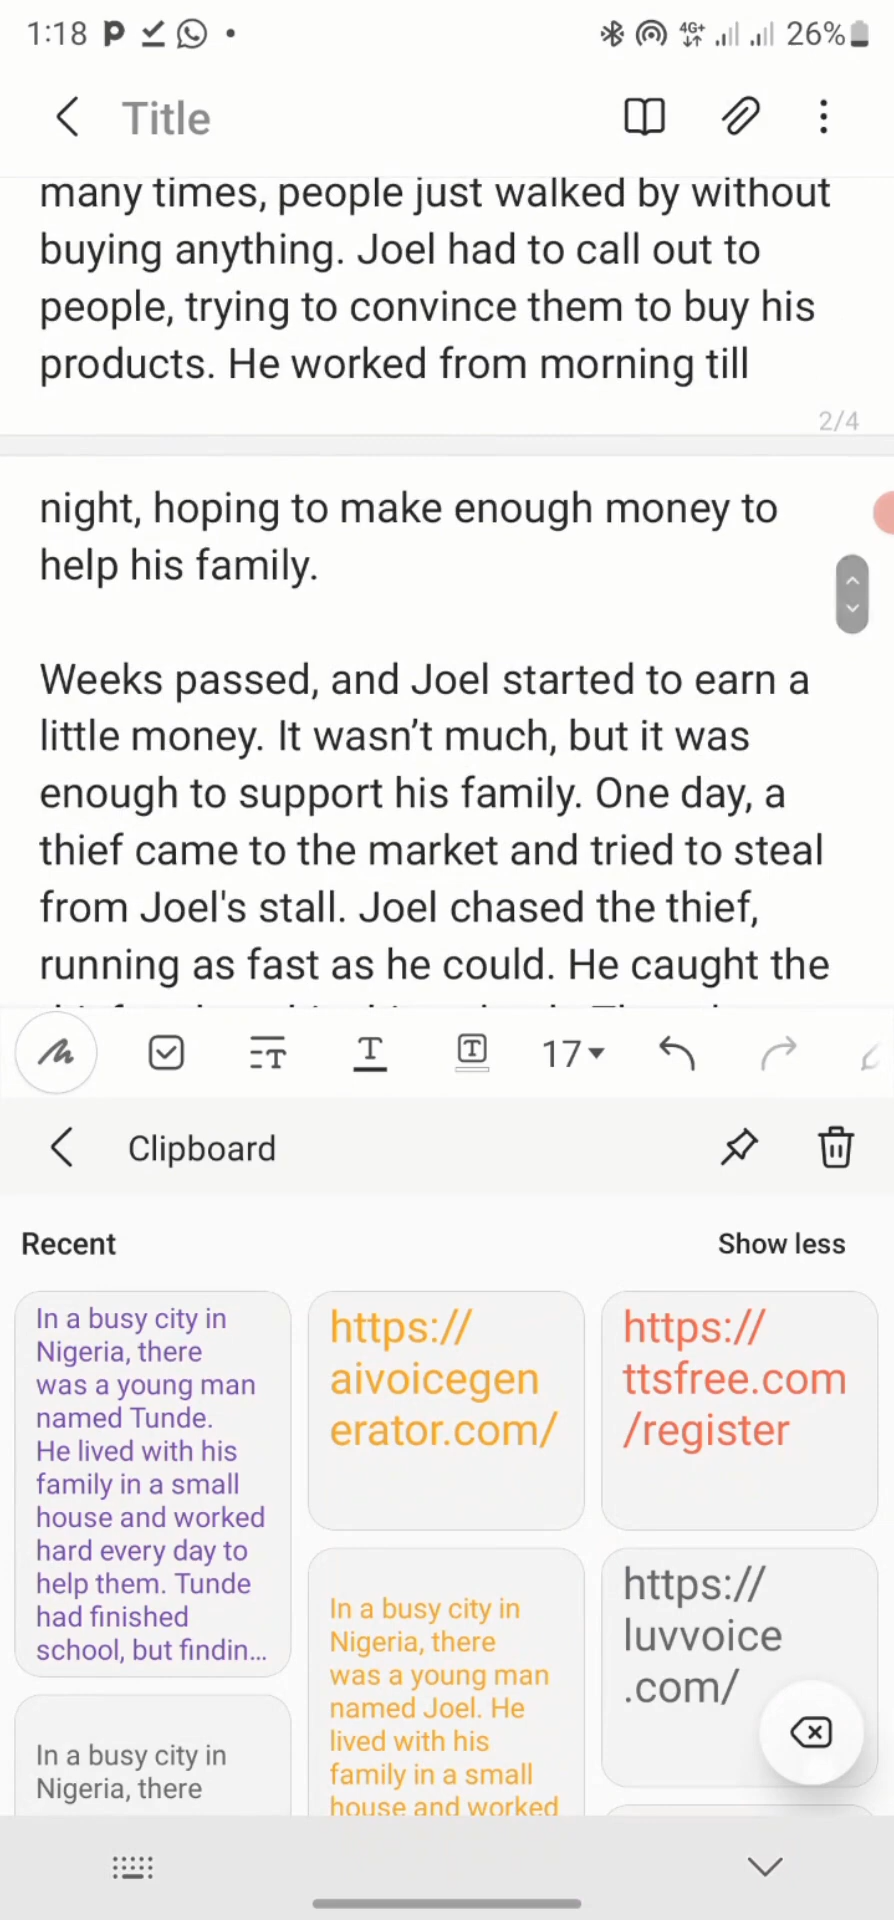 1:18
4G+
26%
Title
many times, people just walked by without
buying anything. Joel had to call out to
people, trying to convince them to buy his
products. He worked from morning till
2/4
night, hoping to make enough money to
help his family.
Weeks passed, and Joel started to earn a
little money. It wasn't much, but it was
enough to support his family. One day, a
thief came to the market and tried to steal
from Joel's stall. Joel chased the thief,
running as fast as he could. He caught the
17
Clipboard
Recent
Show less
In a busy city in
Nigeria, there
was a young man
named Tunde.
He lived with his
family in a small
house and worked
hard every day to
help them. Tunde
had finished
school, but findin...
https://
aivoicegen
erator.com/
https://
ttsfree.com
/register
In a busy city in
Nigeria, there
In a busy city in
Nigeria, there
was a young man
named Joel. He
lived with his
family in a small
house and worked
https://
luvvoice
.com/